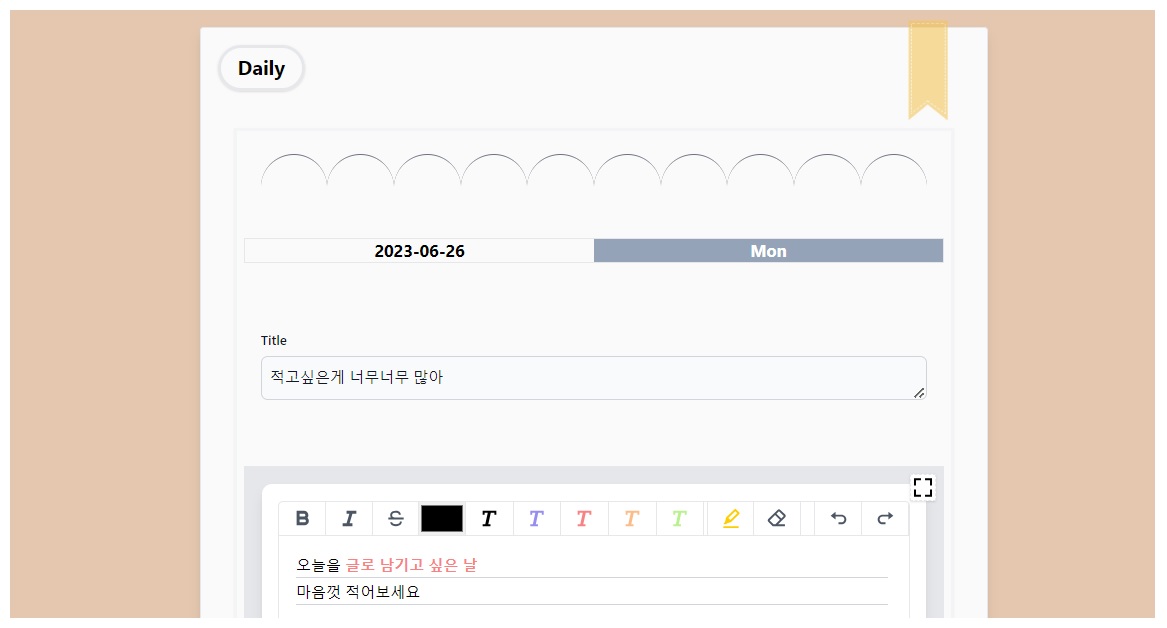 Daily
2023-06-26 Mon
Title
적고싶은게 너무너무 많아
B I S T T T T T
오늘을 글로 남기고 싶은 날
마음껏 적어보세요